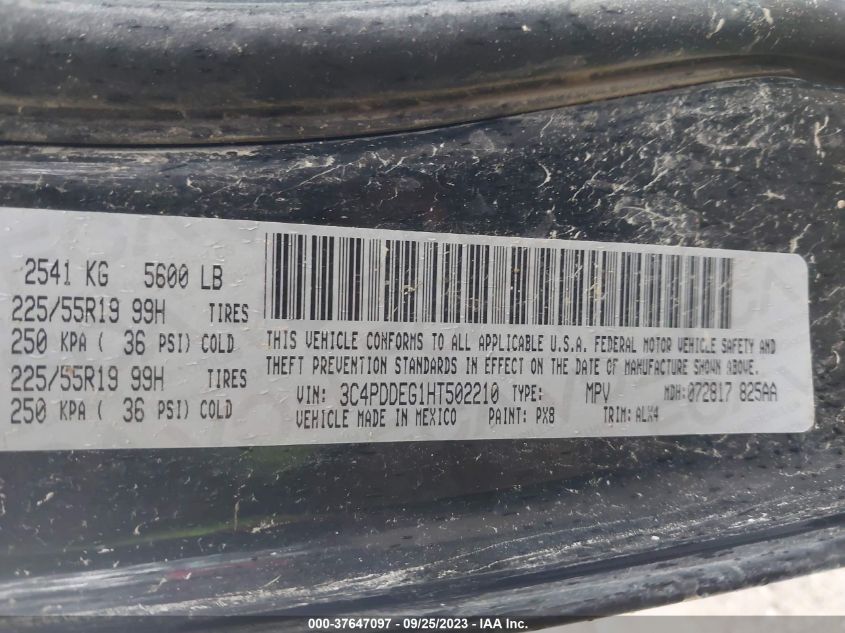 2541 KG 5600 LB
225/55R19 99H TIRES
250 KPA ( 36 PSI) COLD
225/55R19 99H TIRES
250 KPA ( 36 PSI) COLD
THIS VEHICLE CONFORMS TO ALL APPLICABLE U.S.A. FEDERAL MOTOR VEHICLE SAFETY AND
THEFT PREVENTION STANDARDS IN EFFECT ON THE DATE OF MANUFACTURE SHOWN ABOVE.
VIN: 3C4PDDEG1HT502210 TYPE: MPV MDH: 072817 825AA
VEHICLE MADE IN MEXICO PAINT: PX8 TRIM: ALX4
000-37647097 - 09/25/2023 - IAA Inc.